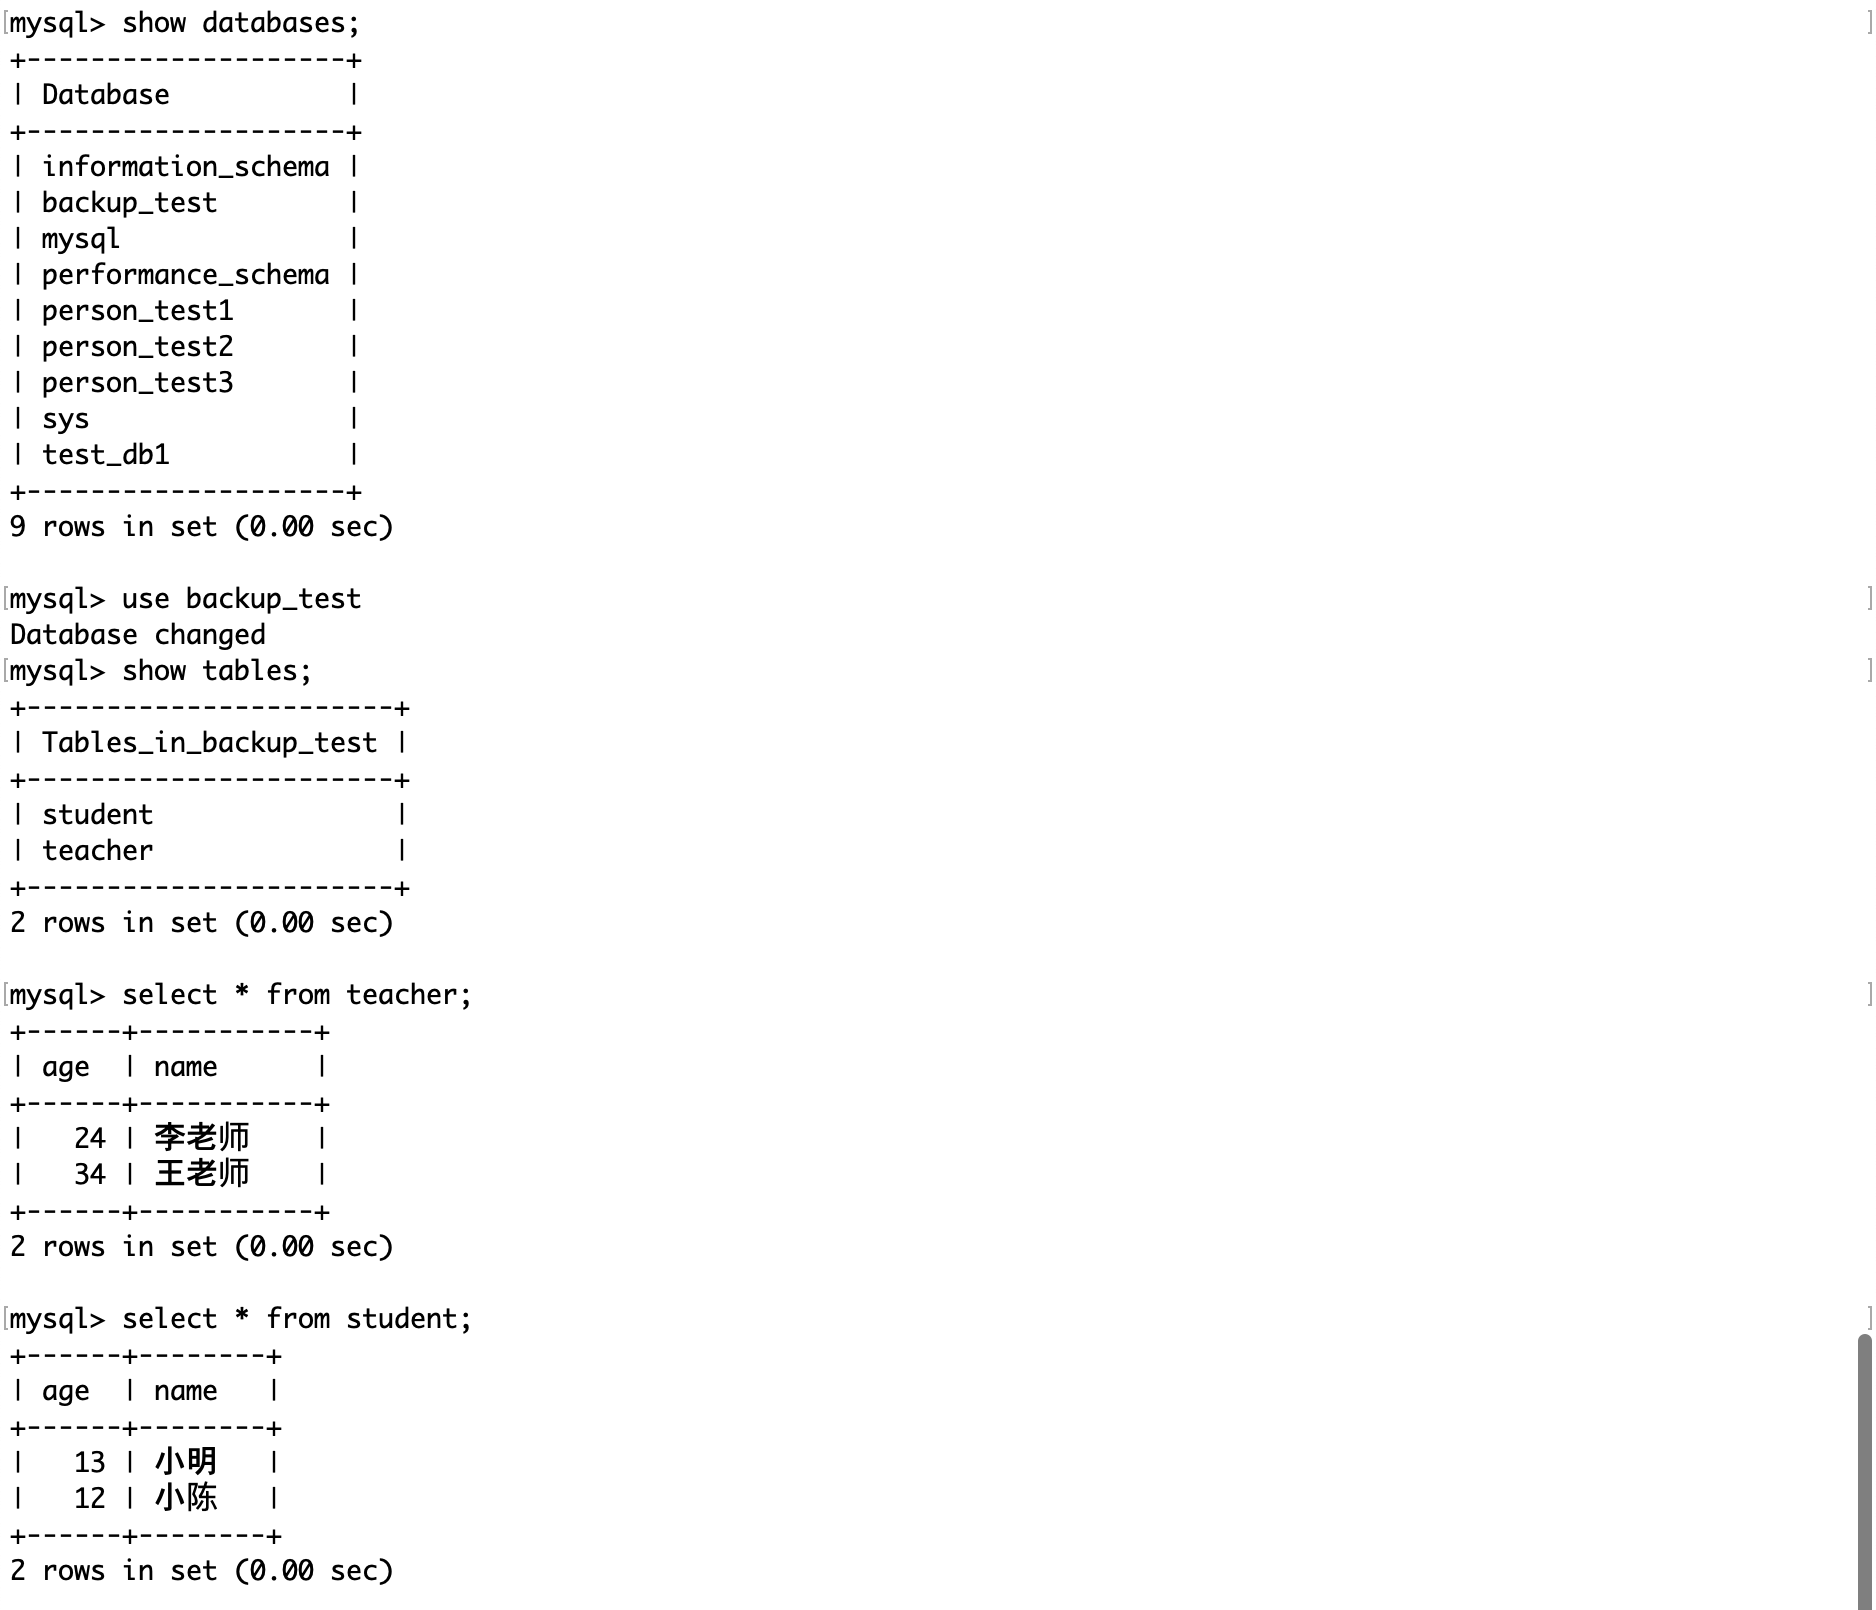 mysql> show databases;
+--------------------+
| Database           |
+--------------------+
| information_schema |
| backup_test        |
| mysql              |
| performance_schema |
| person_test1       |
| person_test2       |
| person_test3       |
| sys                |
| test_db1           |
+--------------------+
9 rows in set (0.00 sec)
mysql> use backup_test
Database changed
mysql> show tables;
+-----------------------+
| Tables_in_backup_test |
+-----------------------+
| student               |
| teacher               |
+-----------------------+
2 rows in set (0.00 sec)
mysql> select * from teacher;
+------+-----------+
| age  | name      |
+------+-----------+
|   24 | 李老师    |
|   34 | 王老师    |
+------+-----------+
2 rows in set (0.00 sec)
mysql> select * from student;
+------+--------+
| age  | name   |
+------+--------+
|   13 | 小明   |
|   12 | 小陈   |
+------+--------+
2 rows in set (0.00 sec)